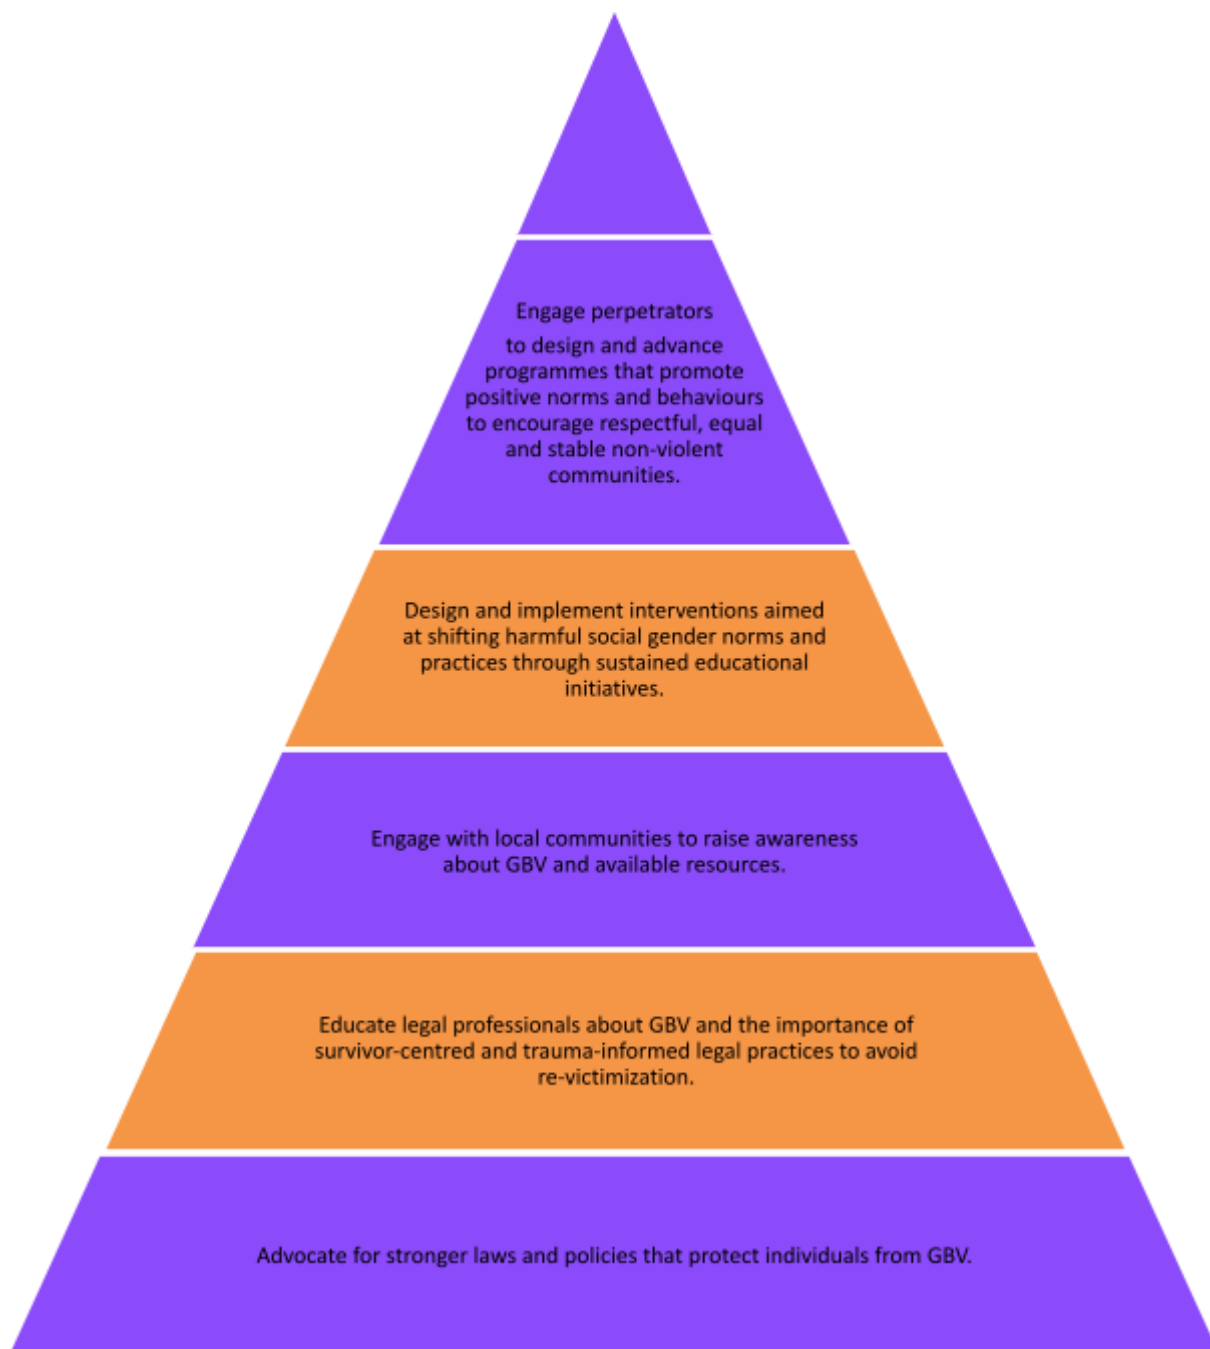 Engage perpetrators
to design and advance
programmes that promote
positive norms and behaviours
to encourage respectful, equal
and stable non-violent
communities.
Design and implement interventions aimed
at shifting harmful social gender norms and
practices through sustained educational
initiatives.
Engage with local communities to raise awareness
about GBV and available resources.
Educate legal professionals about GBV and the importance of
survivor-centred and trauma-informed legal practices to avoid
re-victimization.
Advocate for stronger laws and policies that protect individuals from GBV.